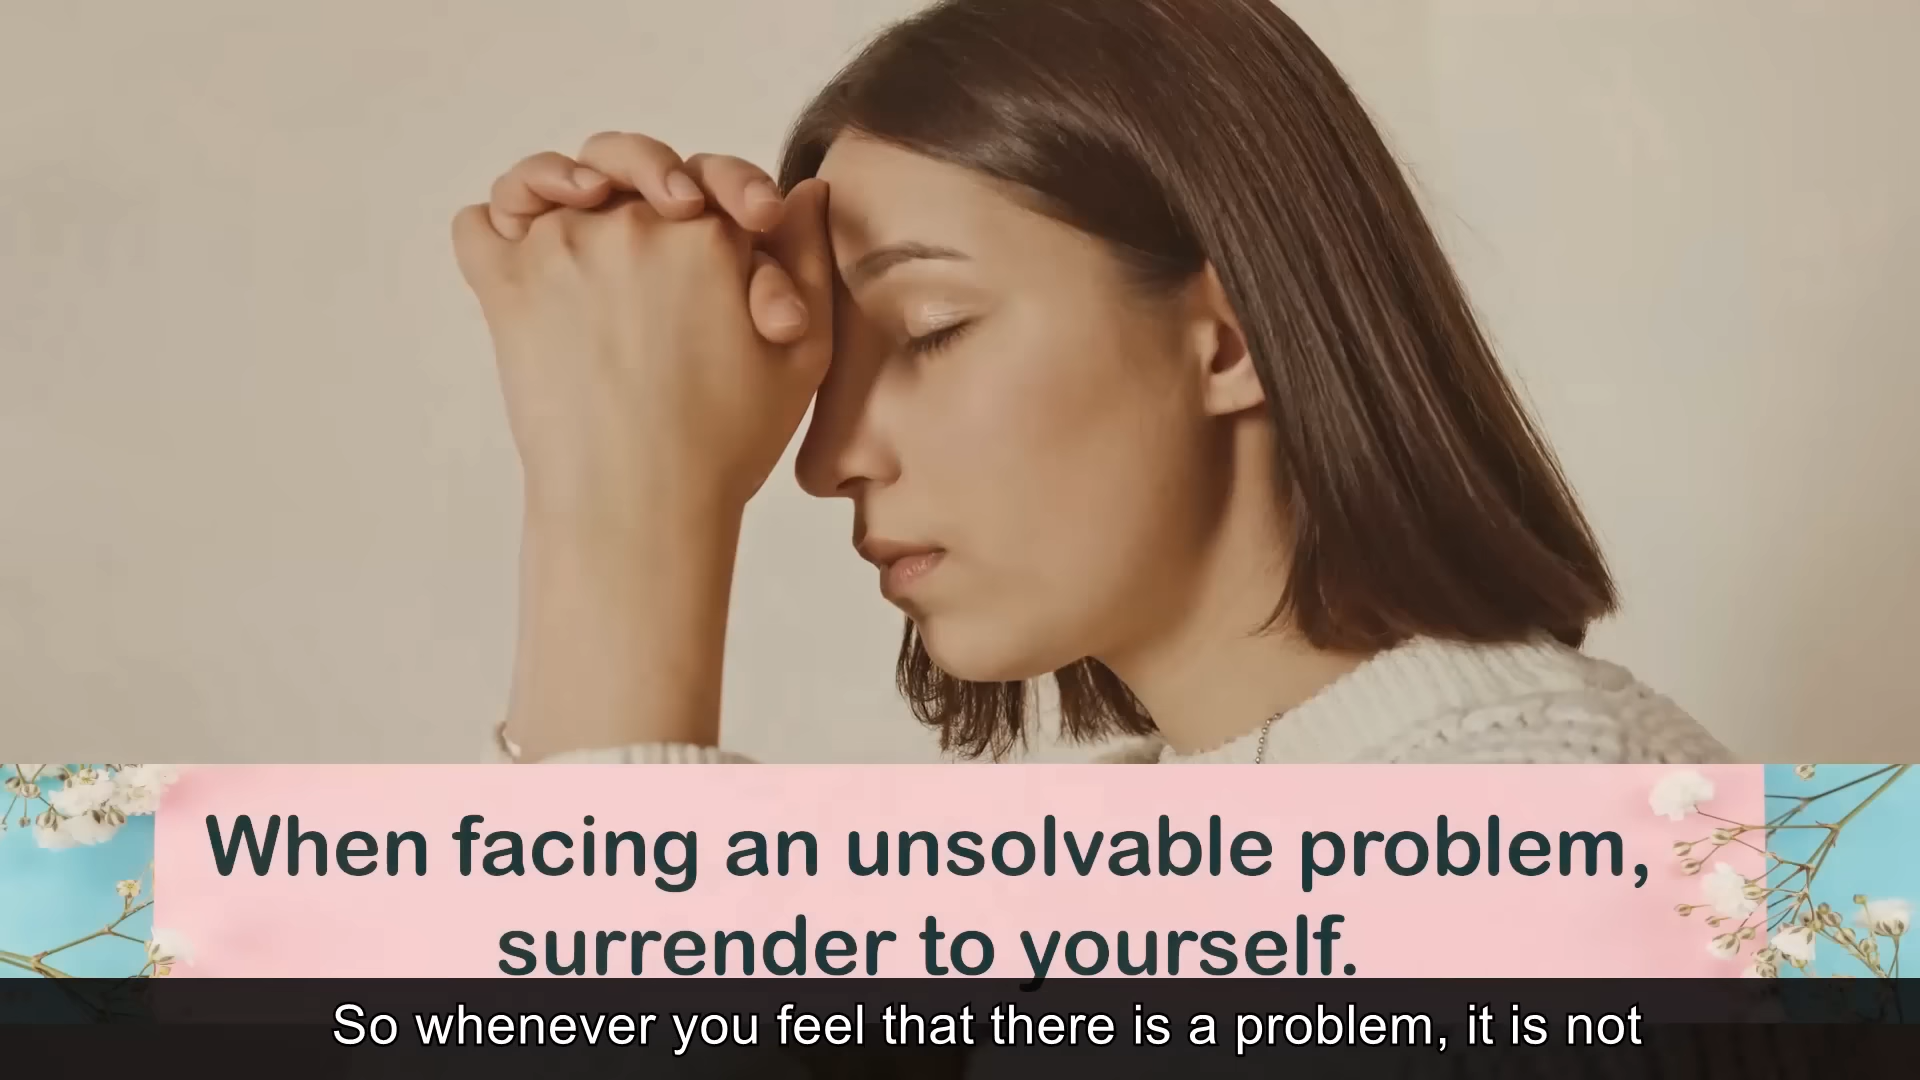 When facing an unsolvable problem,
surrender to yourself.
So whenever you feel that there is a problem, it is not